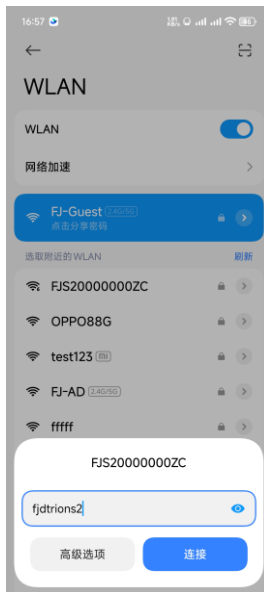 16:57
WLAN
WLAN
网络加速
FJ-Guest 2.4G/5G
点击分享密码
选取附近的WLAN 刷新
FJS20000000ZC
OPPO88G
test123
FJ-AD 2.4G/5G
fffff
FJS20000000ZC
fjdtrions2
高级选项 连接